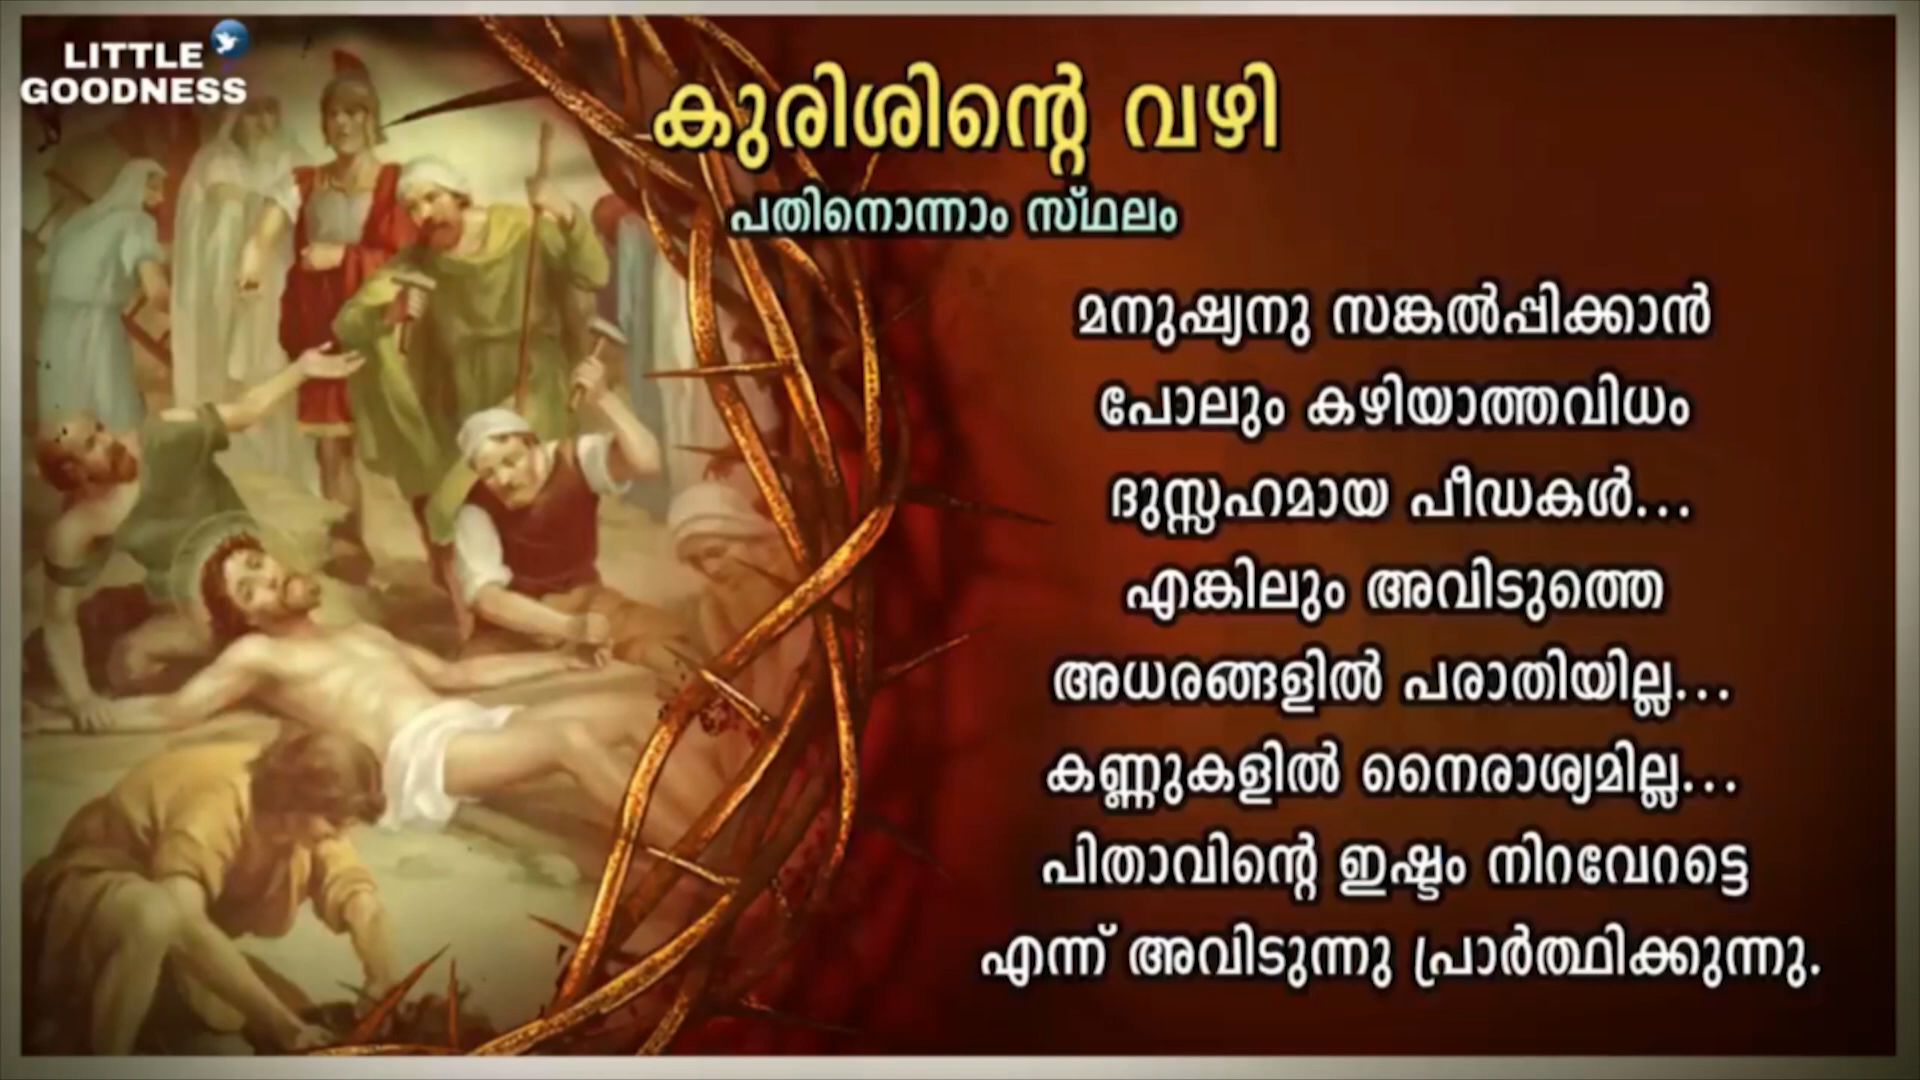 LITTLE
GOODNESS
കുരിശിന്റെ വഴി
പതിനൊന്നാം സ്ഥലം
മനുഷ്യനു സങ്കൽപ്പിക്കാൻ
പോലും കഴിയാത്തവിധം
ദുസ്സഹമായ പീഡകൾ...
എങ്കിലും അവിടുത്തെ
അധരങ്ങളിൽ പരാതിയില്ല...
കണ്ണുകളിൽ നൈരാശ്യമില്ല...
പിതാവിന്റെ ഇഷ്ടം നിറവേറട്ടെ
എന്ന് അവിടുന്നു പ്രാർത്ഥിക്കുന്നു.